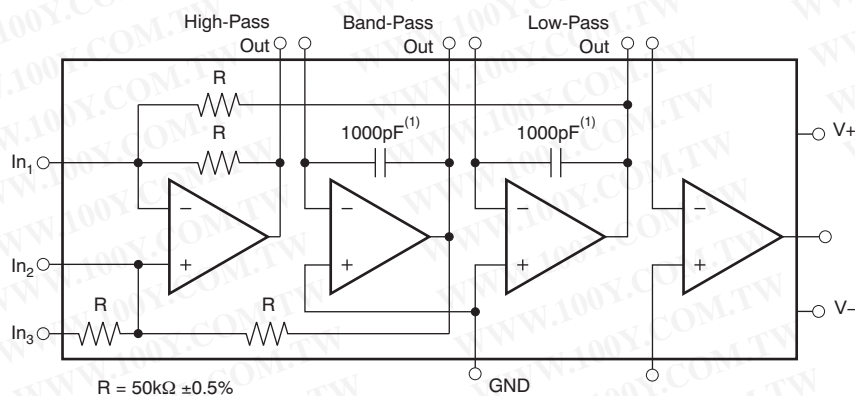 High-Pass Out
Band-Pass Out
Low-Pass Out
R
1000pF(1)
1000pF(1)
V+
R
In1
−
−
−
−
In2
+
+
+
+
R
R
In3
V−
GND
R = 50kΩ ±0.5%
WWW.100Y.COM.TW